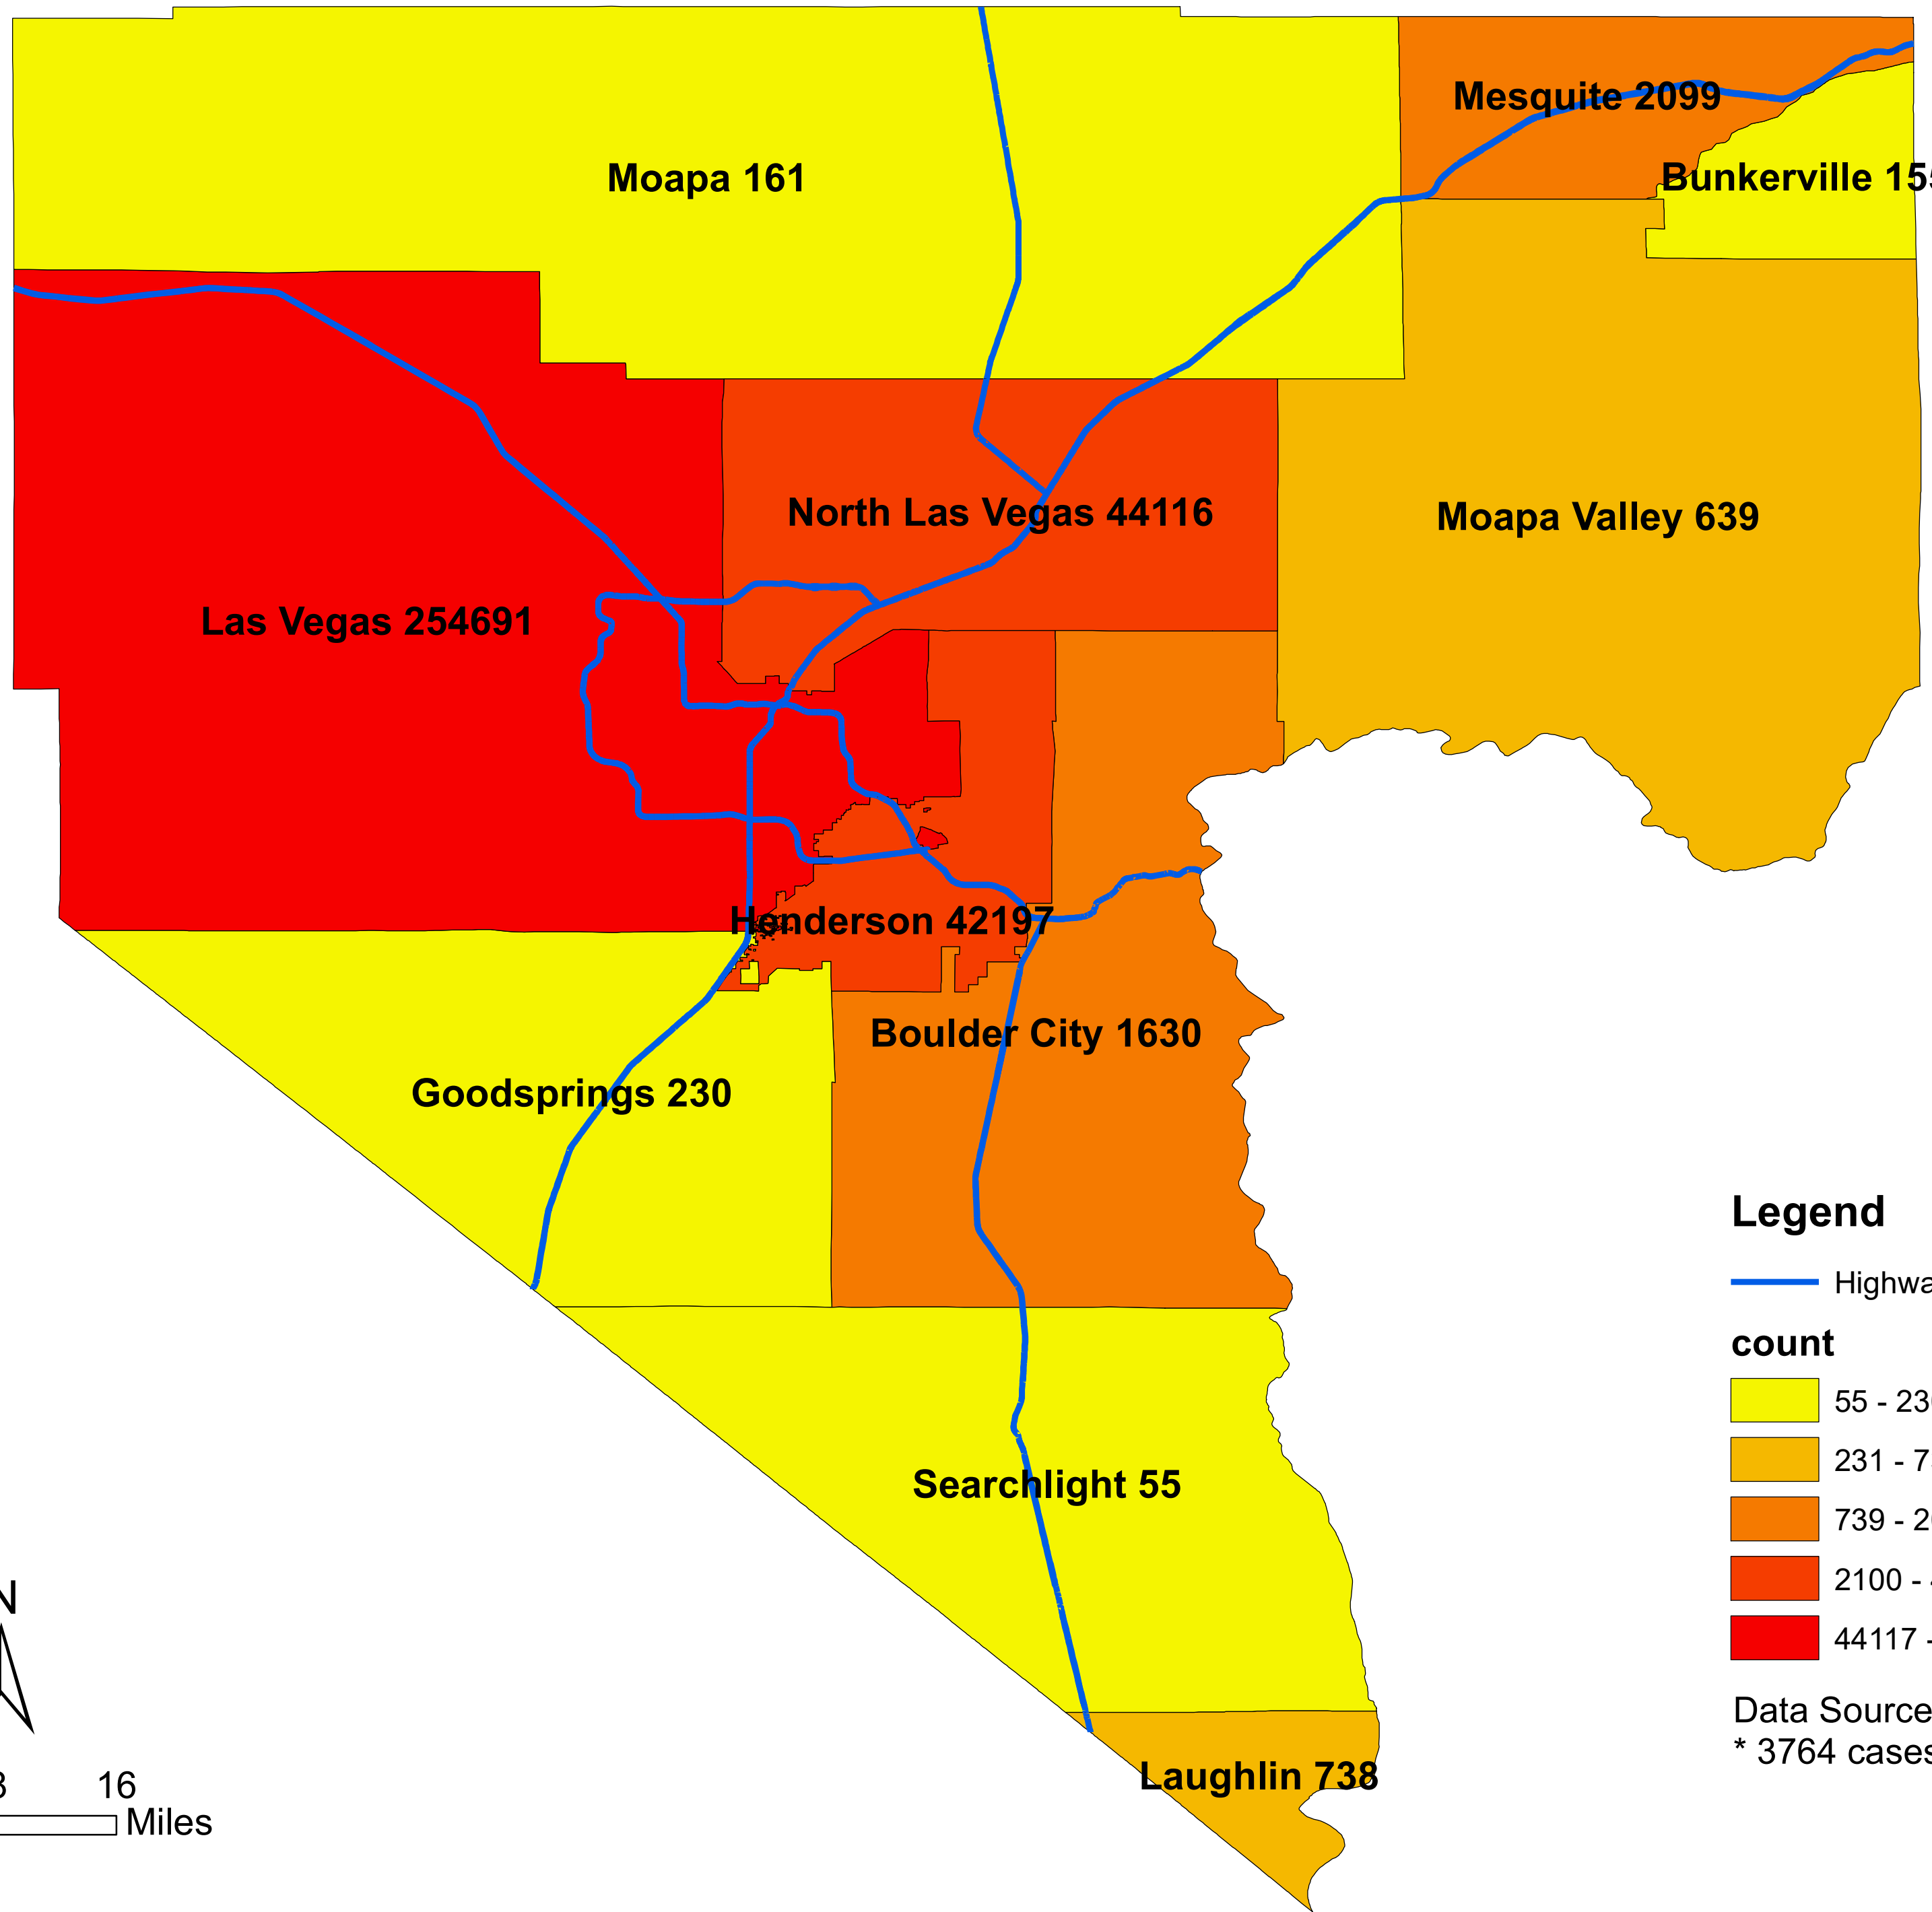 Mesquite 2099
Moapa 161
Bunkerville 155
North Las Vegas 44116
Moapa Valley 639
Las Vegas 254691
Henderson 42197
Boulder City 1630
Goodsprings 230
Legend
count
55 - 23
231 - 7
Searchlight 55
739 - 2
2100 -
N
44117 -
Data Source
* 3764 cases
Laughlin 738
16
Miles